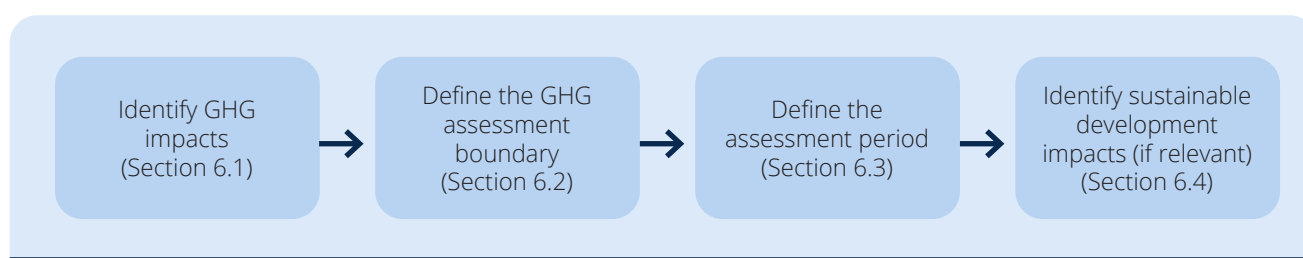 Identify GHG
impacts
(Section 6.1)
Define the GHG
assessment
boundary
(Section 6.2)
Define the
assessment period
(Section 6.3)
Identify sustainable
development
impacts (if relevant)
(Section 6.4)